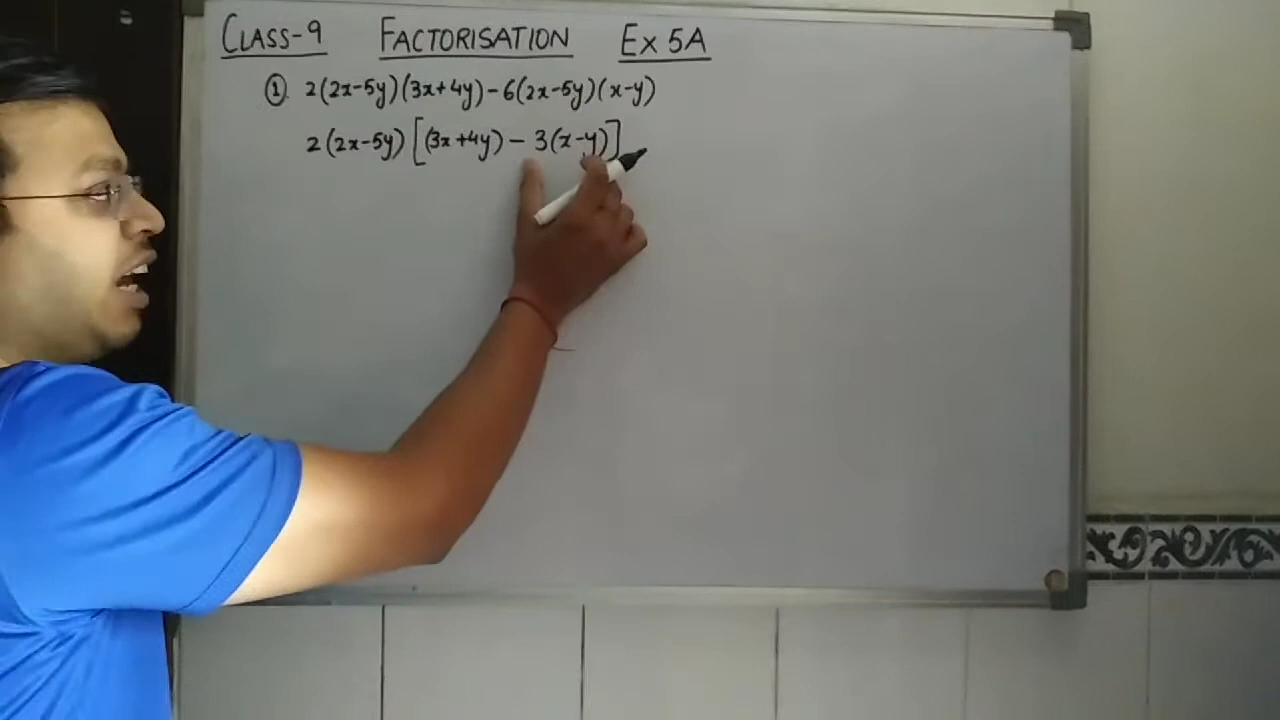 CLASS-9 FACTORISATION Ex 5A
① 2(2x-5y)(3x+4y)-6(2x-5y)(x-y)
2(2x-5y)[(3x+4y)-3(x-y)]